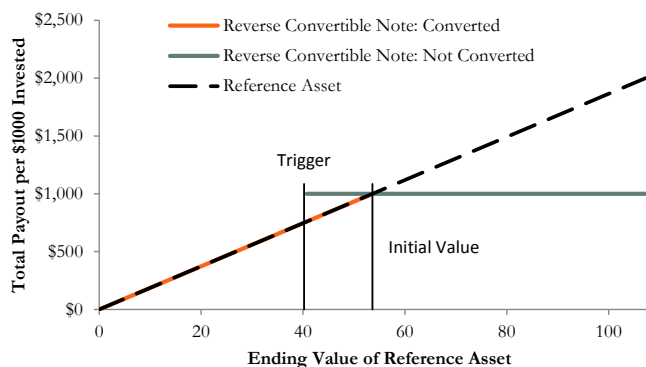 $2,500
Reverse Convertible Note: Converted
Reverse Convertible Note: Not Converted
$2,000
Reference Asset
Total Payout per $1000 Invested
$1,500
Trigger
$1,000
Initial Value
$500
$0
0 20 40 60 80 100
Ending Value of Reference Asset